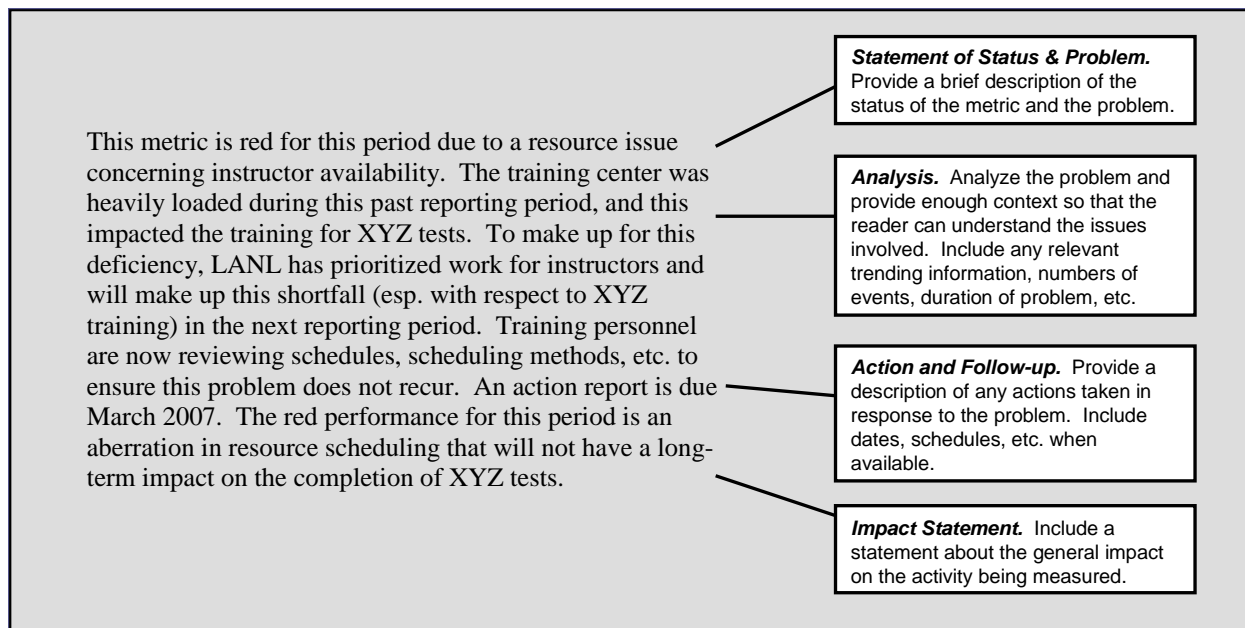 This metric is red for this period due to a resource issue
concerning instructor availability.  The training center was
heavily loaded during this past reporting period, and this
impacted the training for XYZ tests.  To make up for this
deficiency, LANL has prioritized work for instructors and
will make up this shortfall (esp. with respect to XYZ
training) in the next reporting period.  Training personnel
are now reviewing schedules, scheduling methods, etc. to
ensure this problem does not recur.  An action report is due
March 2007.  The red performance for this period is an
aberration in resource scheduling that will not have a long-
term impact on the completion of XYZ tests.
Statement of Status & Problem.
Provide a brief description of the
status of the metric and the problem.
Analysis.  Analyze the problem and
provide enough context so that the
reader can understand the issues
involved.  Include any relevant
trending information, numbers of
events, duration of problem, etc.
Action and Follow-up.  Provide a
description of any actions taken in
response to the problem.  Include
dates, schedules, etc. when
available.
Impact Statement.  Include a
statement about the general impact
on the activity being measured.